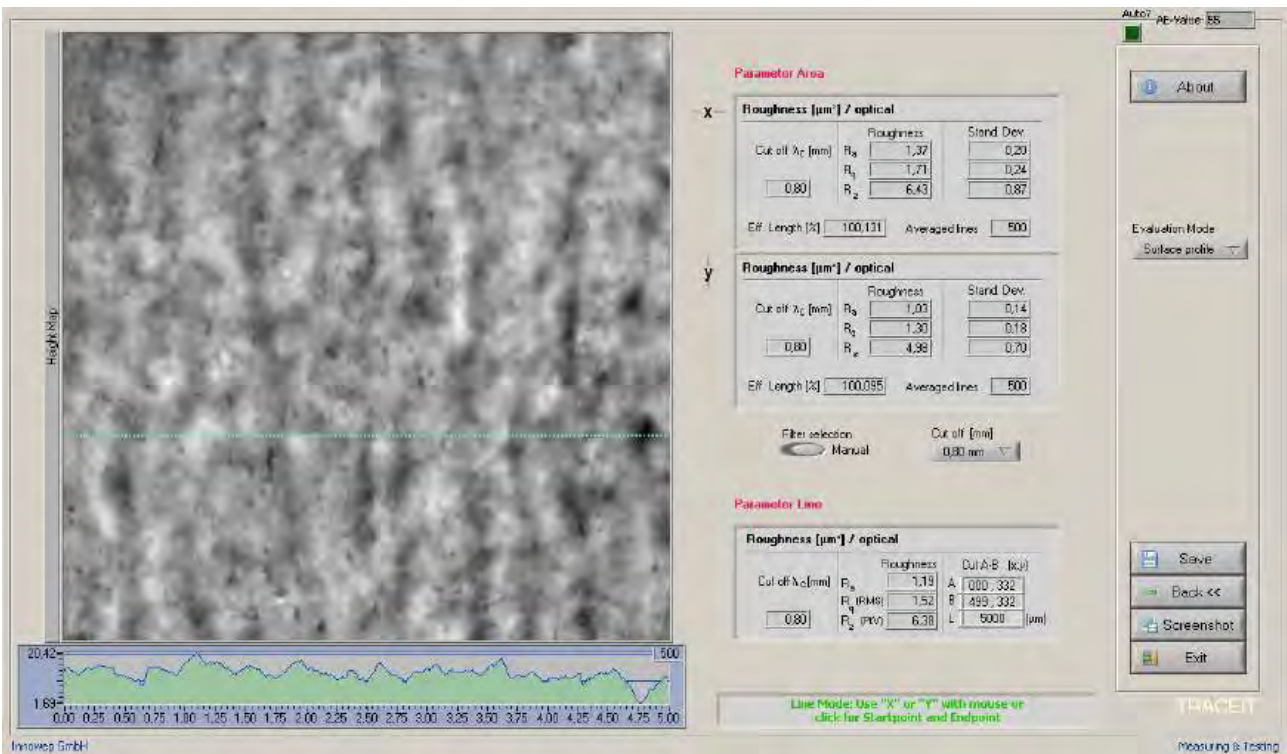 Auto? AE-Value 55
About
Parameter Area
x
Roughness [µm*] / optical
Roughness Stand Dev.
Cut off λc [mm] Ra 1,37 0,20
Rq 1,71 0,24
0,80 Rz 6,43 0,87
Eff. Length [%] 100,131 Averaged lines 500
y
Roughness [µm*] / optical
Roughness Stand Dev.
Cut off λc [mm] Ra 1,03 0,14
Rq 1,30 0,18
0,80 Rz 4,98 0,70
Eff. Length [%] 100,095 Averaged lines 500
Filter selection
Manual
Cut off [mm]
0,80 mm
Parameter Line
Roughness [µm*] / optical
Roughness Cut A-B (x,y)
Cut off λc [mm] Ra 1,19 A 000 , 332
Rq (RMS) 1,52 B 499 , 332
0,80 Rz (PtV) 6,38 L 5000 [µm]
Line Mode: Use "X" or "Y" with mouse or
click for Startpoint and Endpoint
Evaluation Mode
Surface profile
Save
Back <<
Screenshot
Exit
TRACEIT
Height Map
20,42
500
1,69
0,00 0,25 0,50 0,75 1,00 1,25 1,50 1,75 2,00 2,25 2,50 2,75 3,00 3,25 3,50 3,75 4,00 4,25 4,50 4,75 5,00
Innowep GmbH
Measuring & Testing